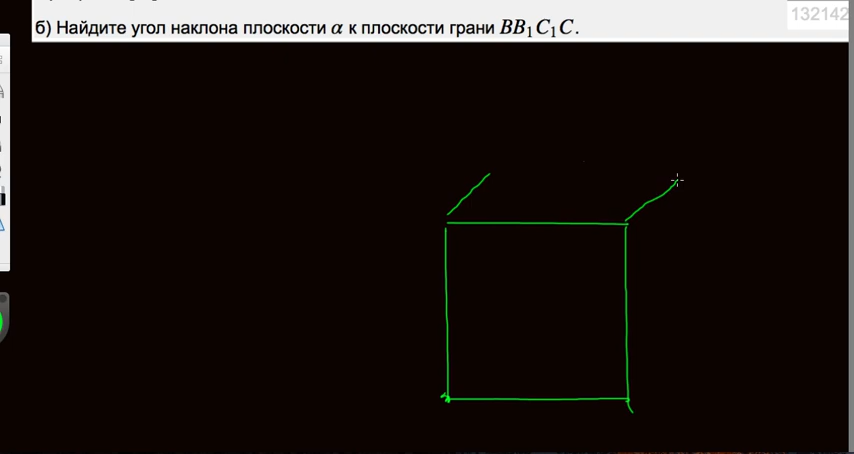 132142
б) Найдите угол наклона плоскости α к плоскости грани BB₁C₁C.